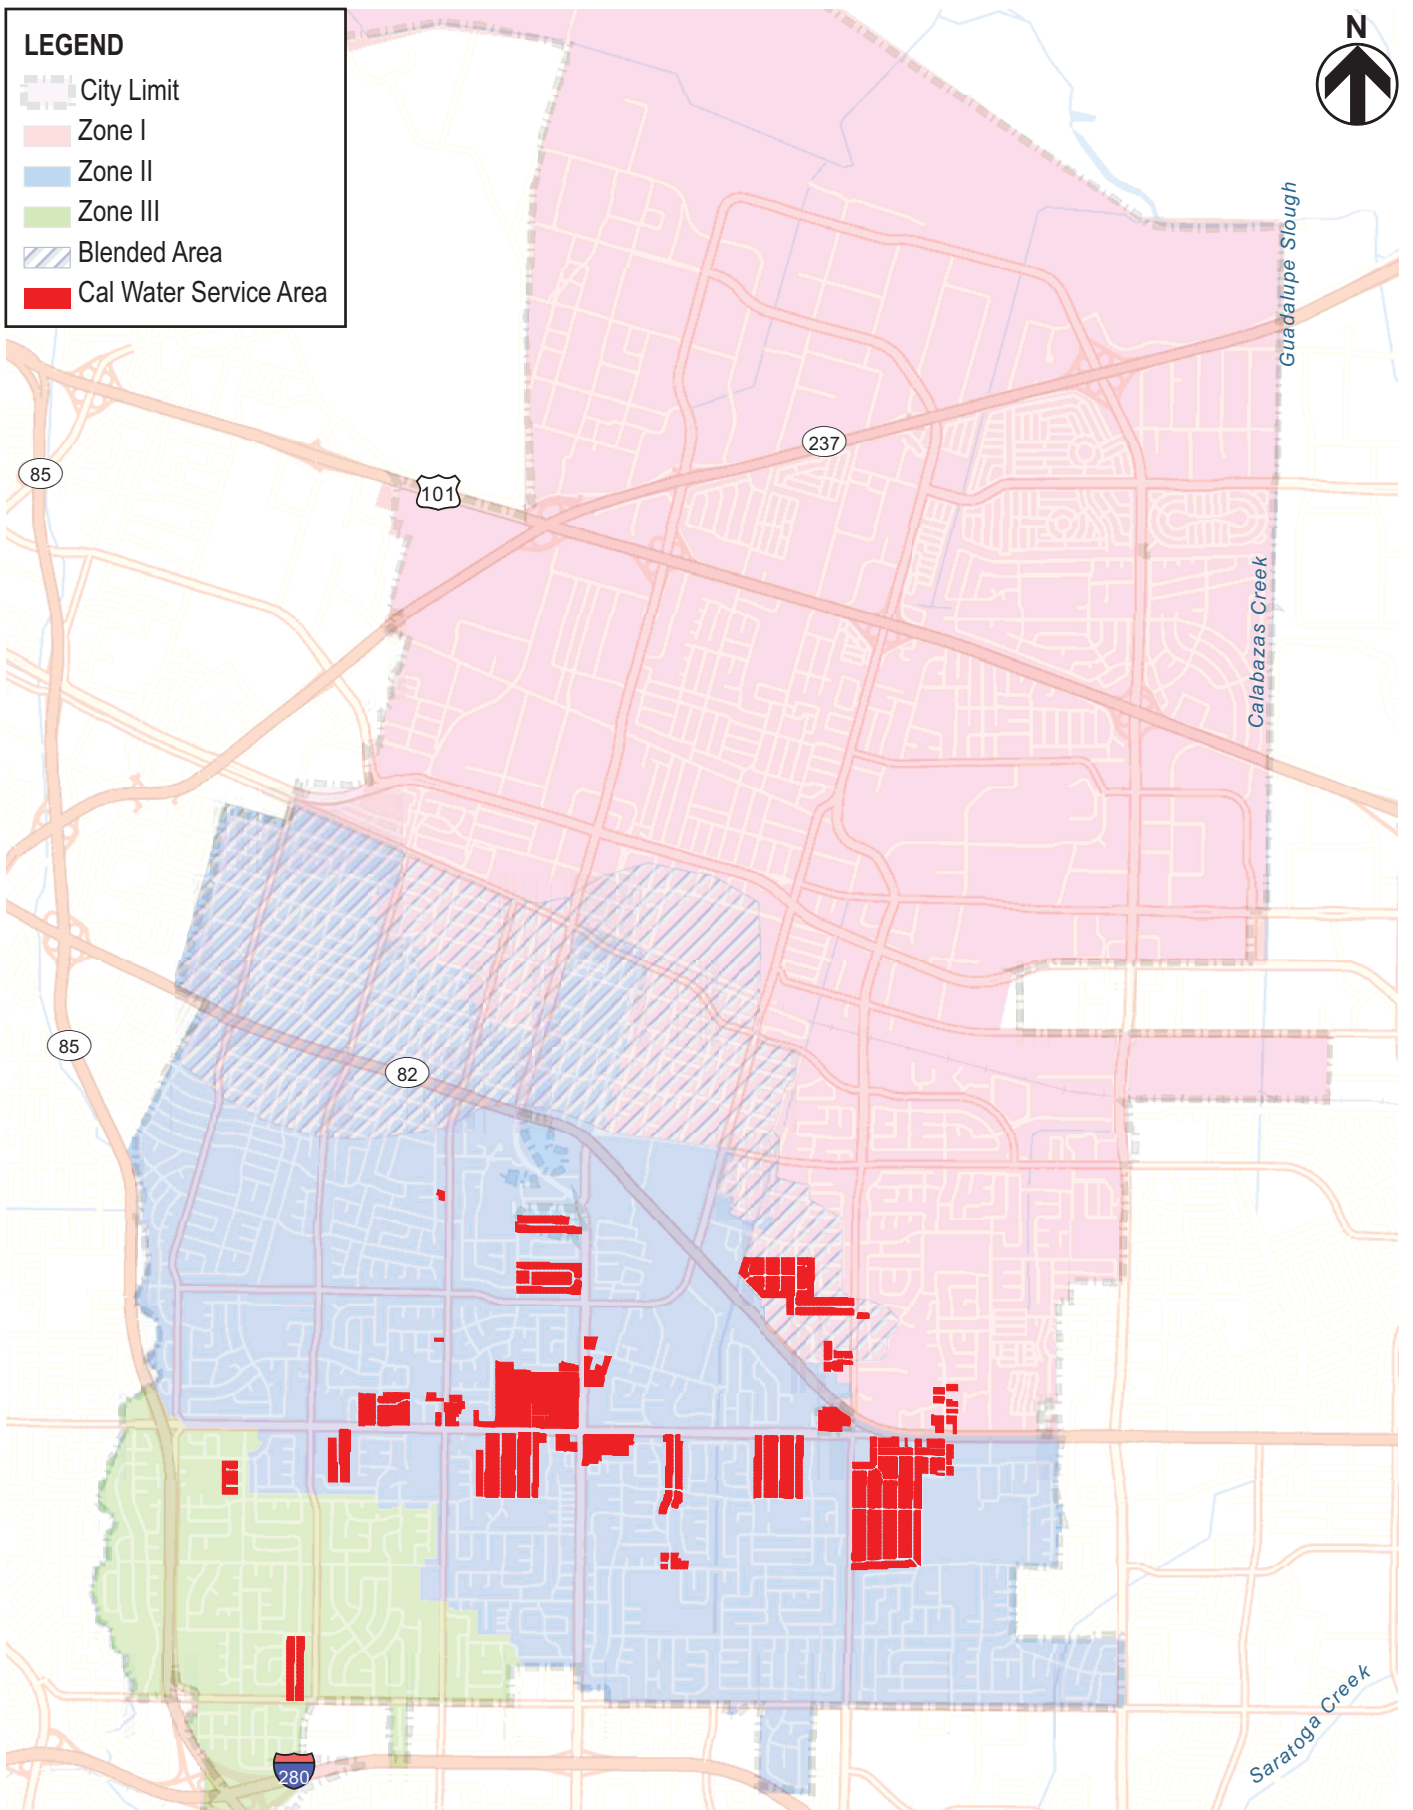 LEGEND
City Limit
Zone I
Zone II
Zone III
Blended Area
Cal Water Service Area
N
Guadalupe Slough
237
85
101
Calabazas Creek
85
82
Saratoga Creek
280